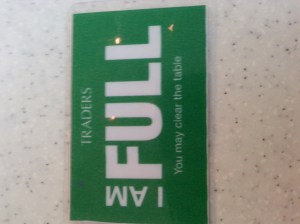 TRADERS
I AM
FULL
You may clear the table